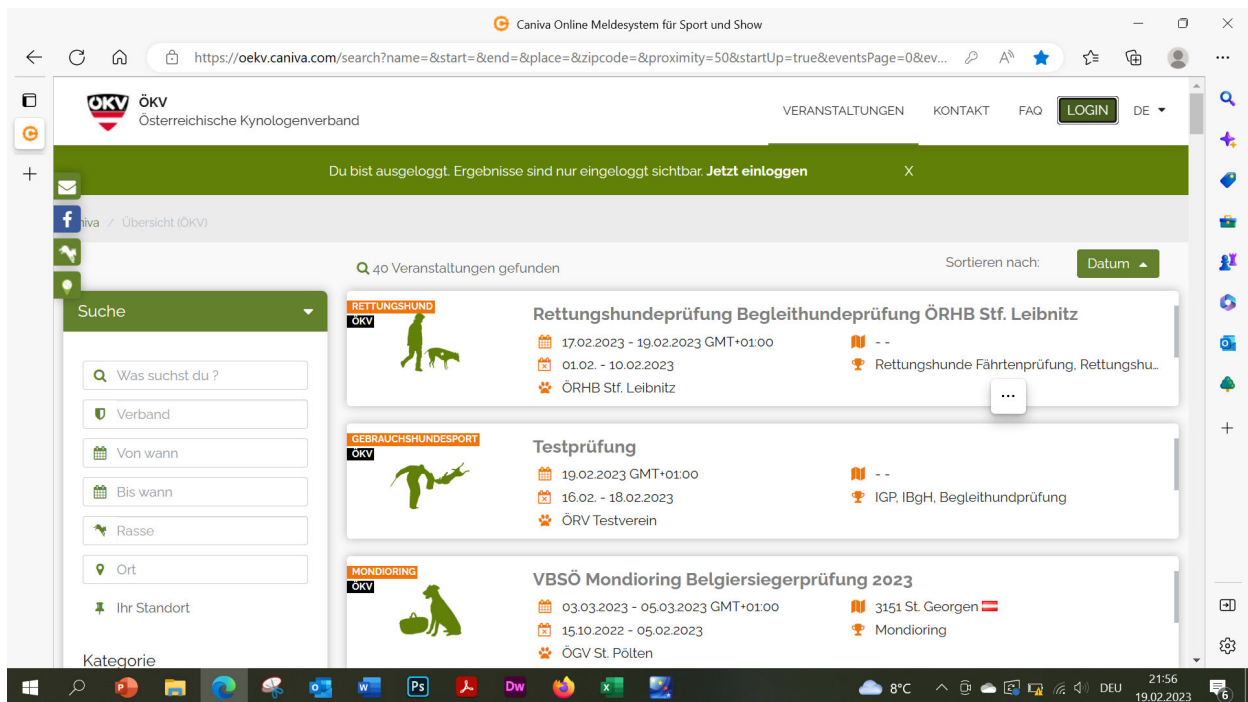 Caniva Online Meldesystem für Sport und Show
https://oekv.caniva.com/search?name=&start=&end=&place=&zipcode=&proximity=50&startUp=true&eventsPage=0&ev...
ÖKV
ÖKV
Österreichische Kynologenverband
VERANSTALTUNGEN KONTAKT FAQ LOGIN DE
Du bist ausgeloggt. Ergebnisse sind nur eingeloggt sichtbar. Jetzt einloggen X
niva / Übersicht (ÖKV)
40 Veranstaltungen gefunden
Sortieren nach: Datum
Suche
Was suchst du ?
Verband
Von wann
Bis wann
Rasse
Ort
Ihr Standort
Kategorie
RETTUNGSHUND
ÖKV
Rettungshundeprüfung Begleithundeprüfung ÖRHB Stf. Leibnitz
17.02.2023 - 19.02.2023 GMT+01:00 - -
01.02. - 10.02.2023 Rettungshunde Fährtenprüfung, Rettungshu...
ÖRHB Stf. Leibnitz
GEBRAUCHSHUNDESPORT
ÖKV
Testprüfung
19.02.2023 GMT+01:00 - -
16.02. - 18.02.2023 IGP, IBgH, Begleithundprüfung
ÖRV Testverein
MONDIORING
ÖKV
VBSÖ Mondioring Belgiersiegerprüfung 2023
03.03.2023 - 05.03.2023 GMT+01:00 3151 St. Georgen
15.10.2022 - 05.02.2023 Mondioring
ÖGV St. Pölten
8°C DEU 21:56
19.02.2023
6